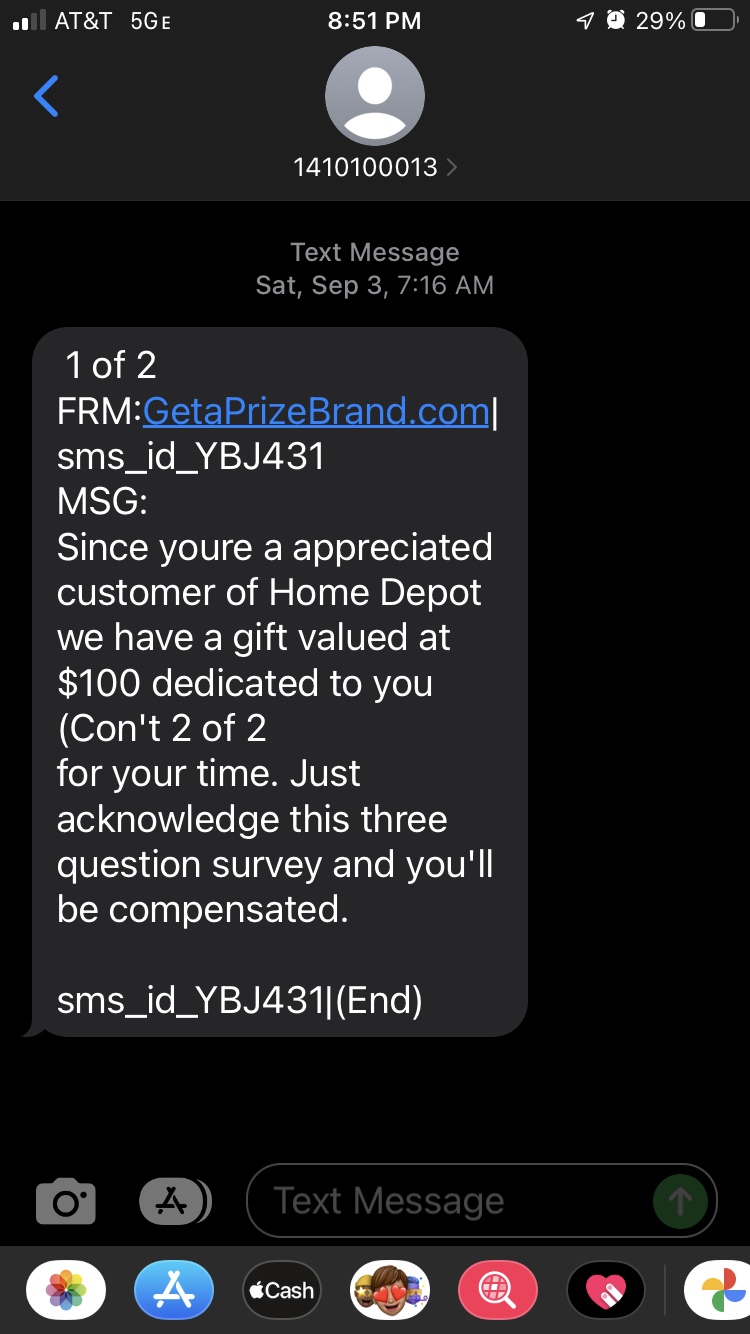 AT&T 5GE 8:51 PM 29%
1410100013
Text Message
Sat, Sep 3, 7:16 AM
1 of 2
FRM:GetaPrizeBrand.com|
sms_id_YBJ431
MSG:
Since youre a appreciated
customer of Home Depot
we have a gift valued at
$100 dedicated to you
(Con't 2 of 2
for your time. Just
acknowledge this three
question survey and you'll
be compensated.
sms_id_YBJ431|(End)
Text Message
Cash